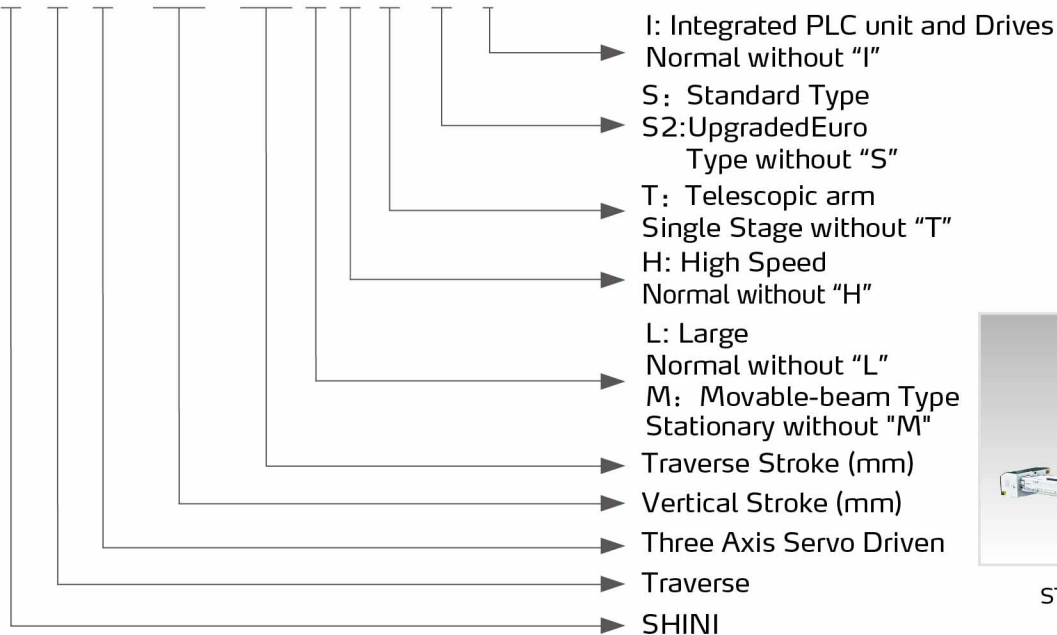 I: Integrated PLC unit and Drives
Normal without “I”
S： Standard Type
S2:UpgradedEuro
Type without “S”
T： Telescopic arm
Single Stage without “T”
H: High Speed
Normal without “H”
L: Large
Normal without “L”
M： Movable-beam Type
Stationary without "M"
Traverse Stroke (mm)
Vertical Stroke (mm)
Three Axis Servo Driven
Traverse
SHINI